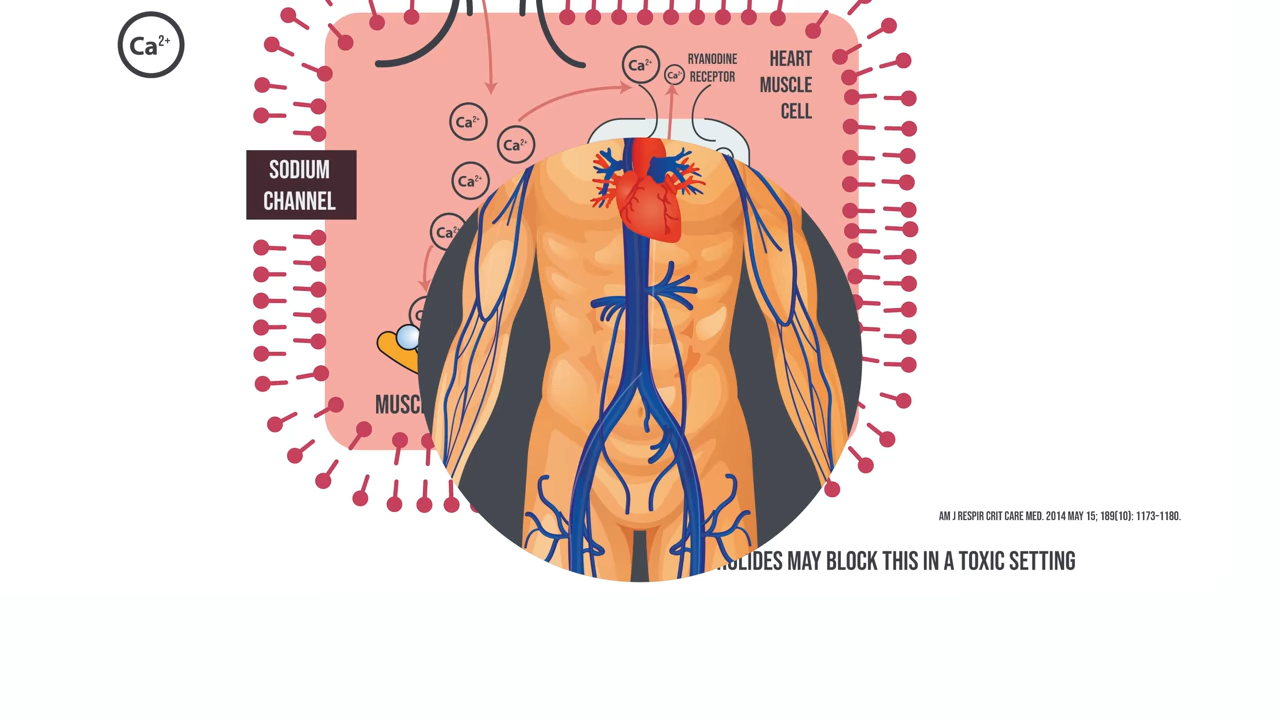 Ca2+
Ca2+
Ca2+
RYANODINE
RECEPTOR
HEART
MUSCLE
CELL
Ca2+
Ca2+
Ca2+
SODIUM
CHANNEL
Ca
AM J RESPIR CRIT CARE MED. 2014 MAY 15; 189(10): 1173-1180.
MAY BLOCK THIS IN A TOXIC SETTING